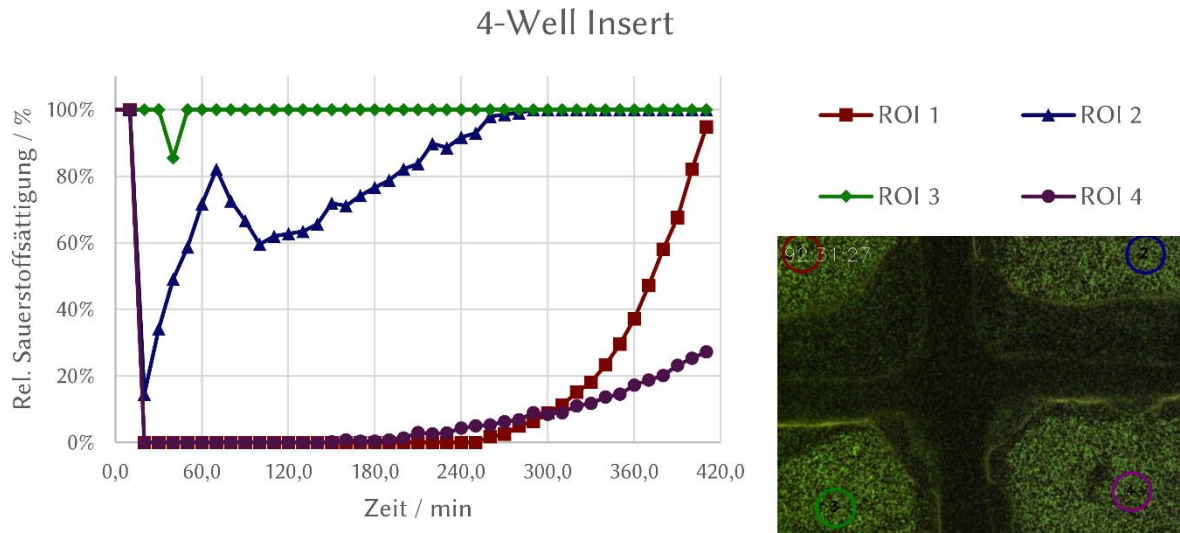 4-Well Insert
Rel. Sauerstoffsättigung / %
100%
80%
60%
40%
20%
0%
0,0 60,0 120,0 180,0 240,0 300,0 360,0 420,0
Zeit / min
ROI 1 ROI 2
ROI 3 ROI 4
92:31:27
2
3
4